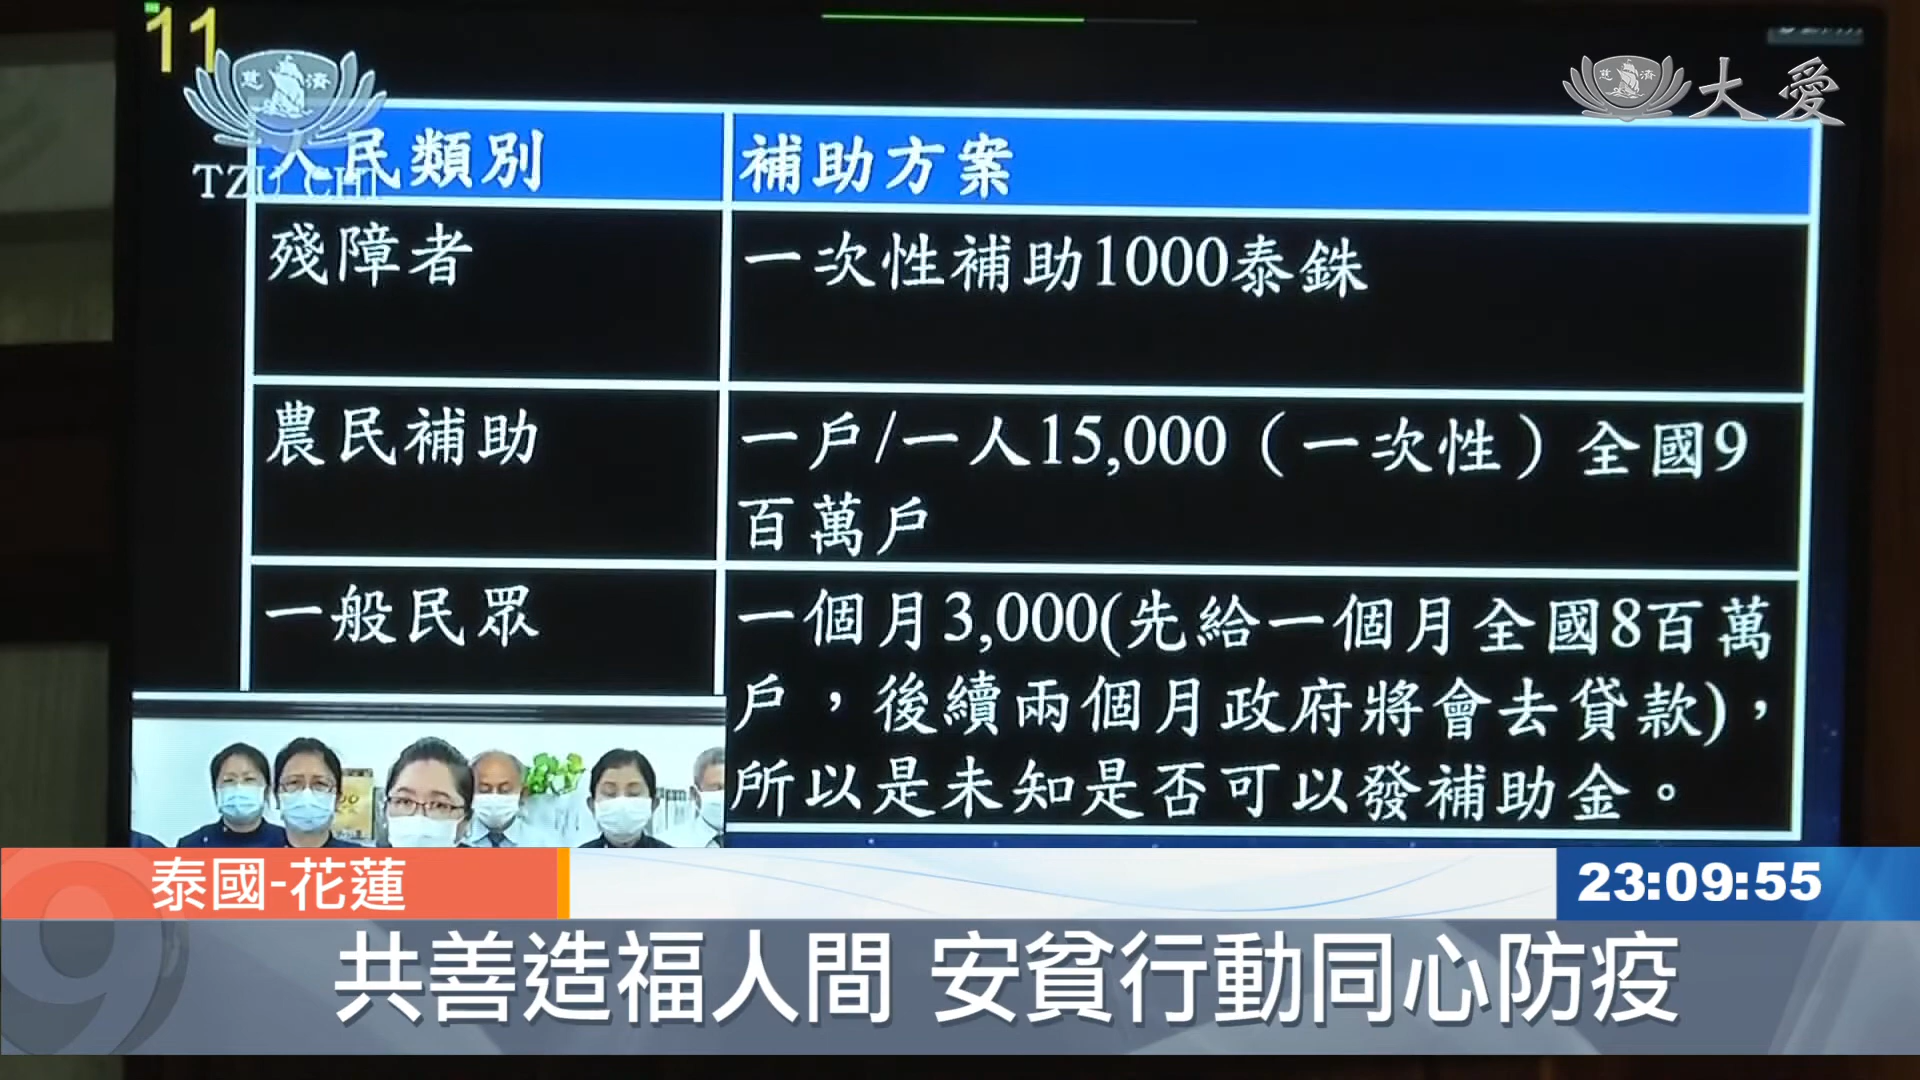 11
慈濟
TZU CHI
慈濟
大愛
人民類別
補助方案
殘障者
一次性補助1000泰銖
農民補助
一戶/一人15,000（一次性）全國9
百萬戶
一般民眾
一個月3,000(先給一個月全國8百萬
戶，後續兩個月政府將會去貸款)，
所以是未知是否可以發補助金。
泰國-花蓮
23:09:55
共善造福人間 安貧行動同心防疫